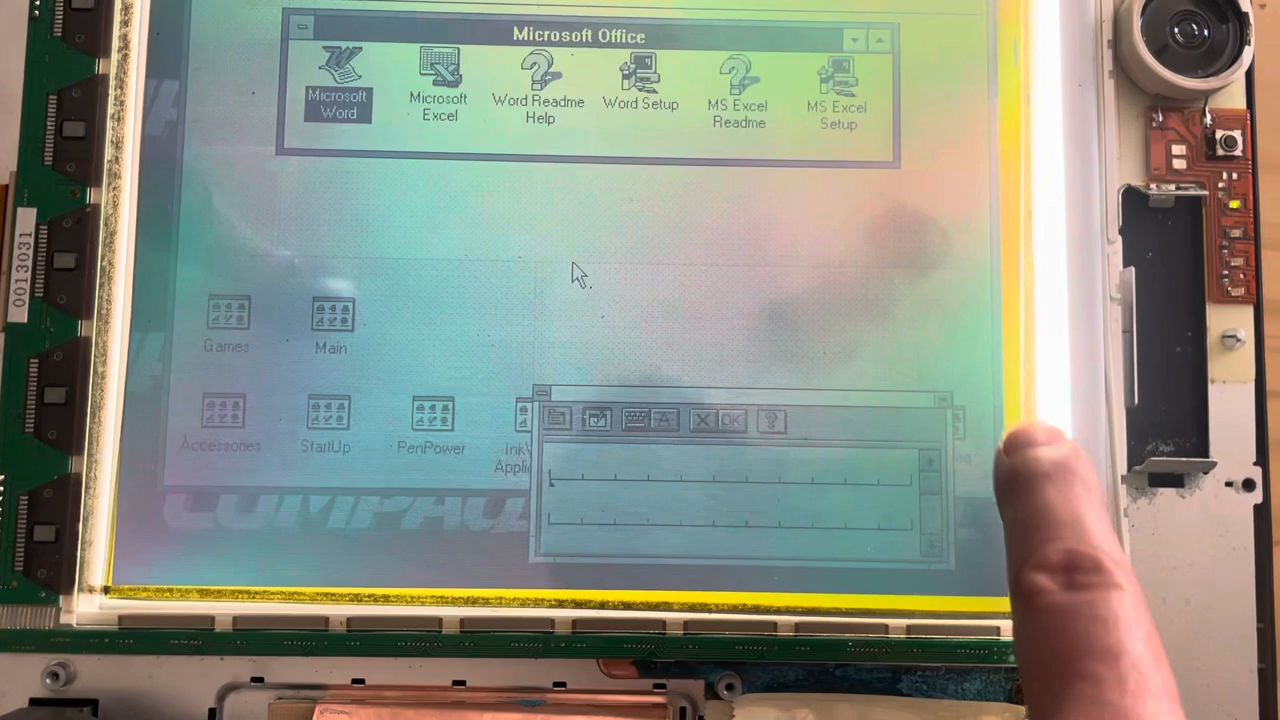 Microsoft Office
Microsoft
Word
Microsoft
Excel
Word Readme
Help
Word Setup
MS Excel
Readme
MS Excel
Setup
0013031
Games
Main
A
OK
?
Accessories
StartUp
PenPower
COMPAQ